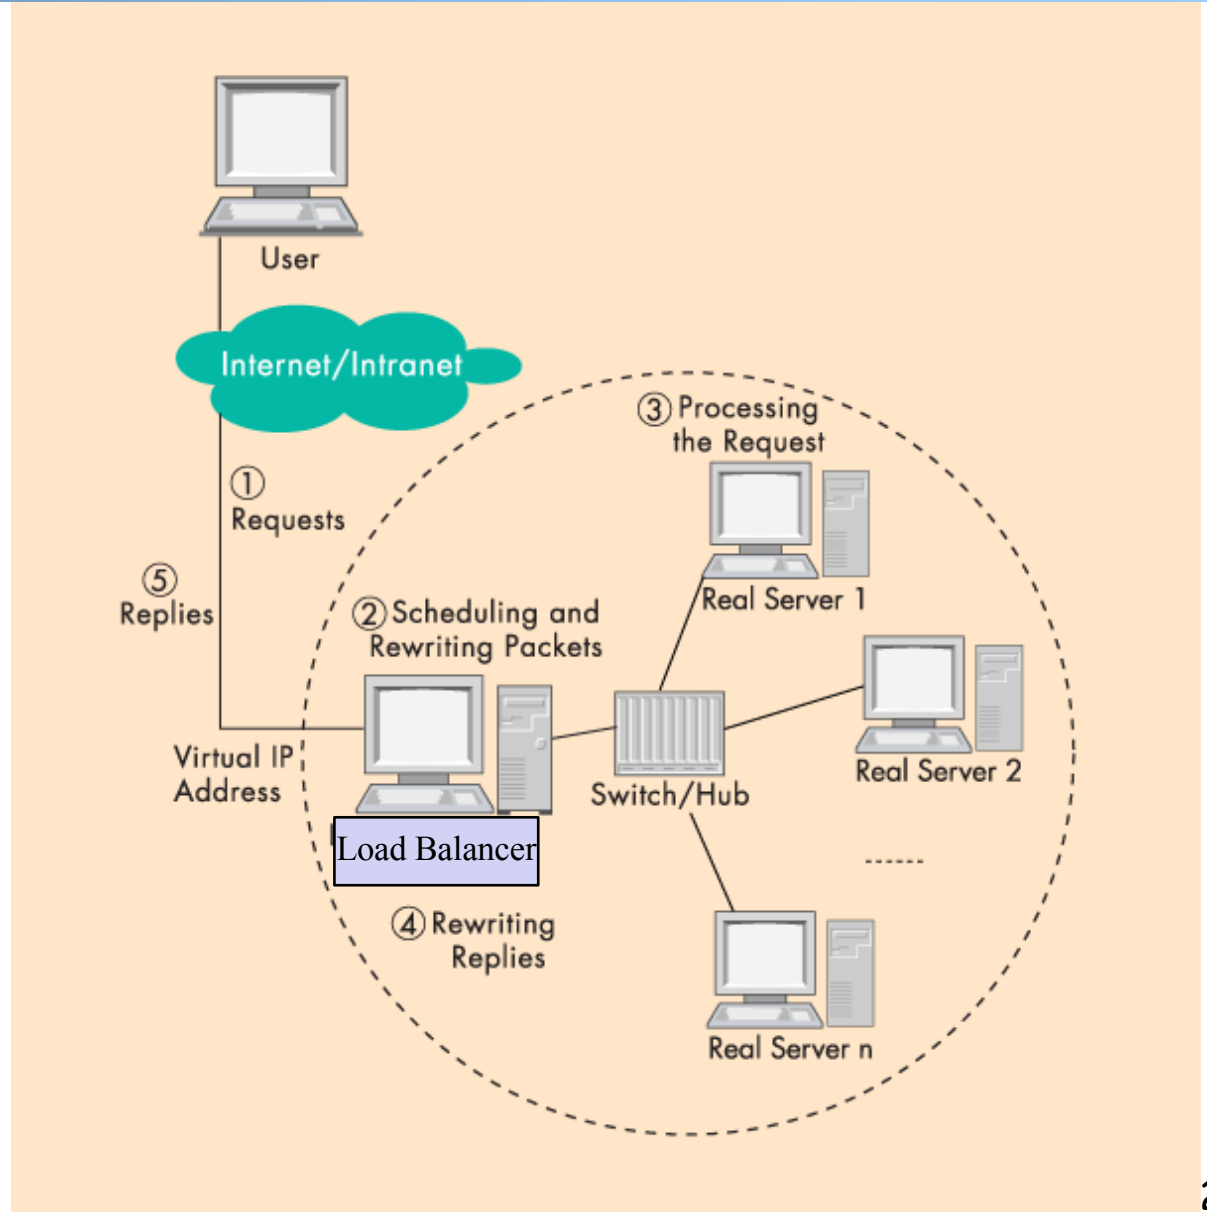 User
Internet/Intranet
③ Processing
the Request
①
Requests
Real Server 1
⑤
Replies
② Scheduling and
Rewriting Packets
Virtual IP
Address
Switch/Hub
Real Server 2
Load Balancer
------
④ Rewriting
Replies
Real Server n